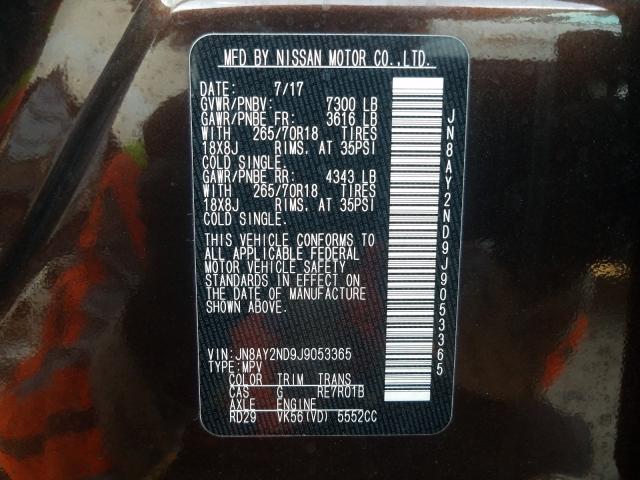 MFD BY NISSAN MOTOR CO.,LTD.
DATE: 7/17
GVWR/PNBV: 7300 LB
GAWR/PNBE FR: 3616 LB
WITH 265/70R18 TIRES
18X8J RIMS. AT 35PSI
COLD SINGLE.
GAWR/PNBE RR: 4343 LB
WITH 265/70R18 TIRES
18X8J RIMS. AT 35PSI
COLD SINGLE.
THIS VEHICLE CONFORMS TO
ALL APPLICABLE FEDERAL
MOTOR VEHICLE SAFETY
STANDARDS IN EFFECT ON
THE DATE OF MANUFACTURE
SHOWN ABOVE.
VIN:JN8AY2ND9J9053365
TYPE:MPV
COLOR TRIM TRANS
CAS G RE7R01B
AXLE ENGINE
RD29 VK56(VD) 5552CC
JN8AY2ND9J9053365